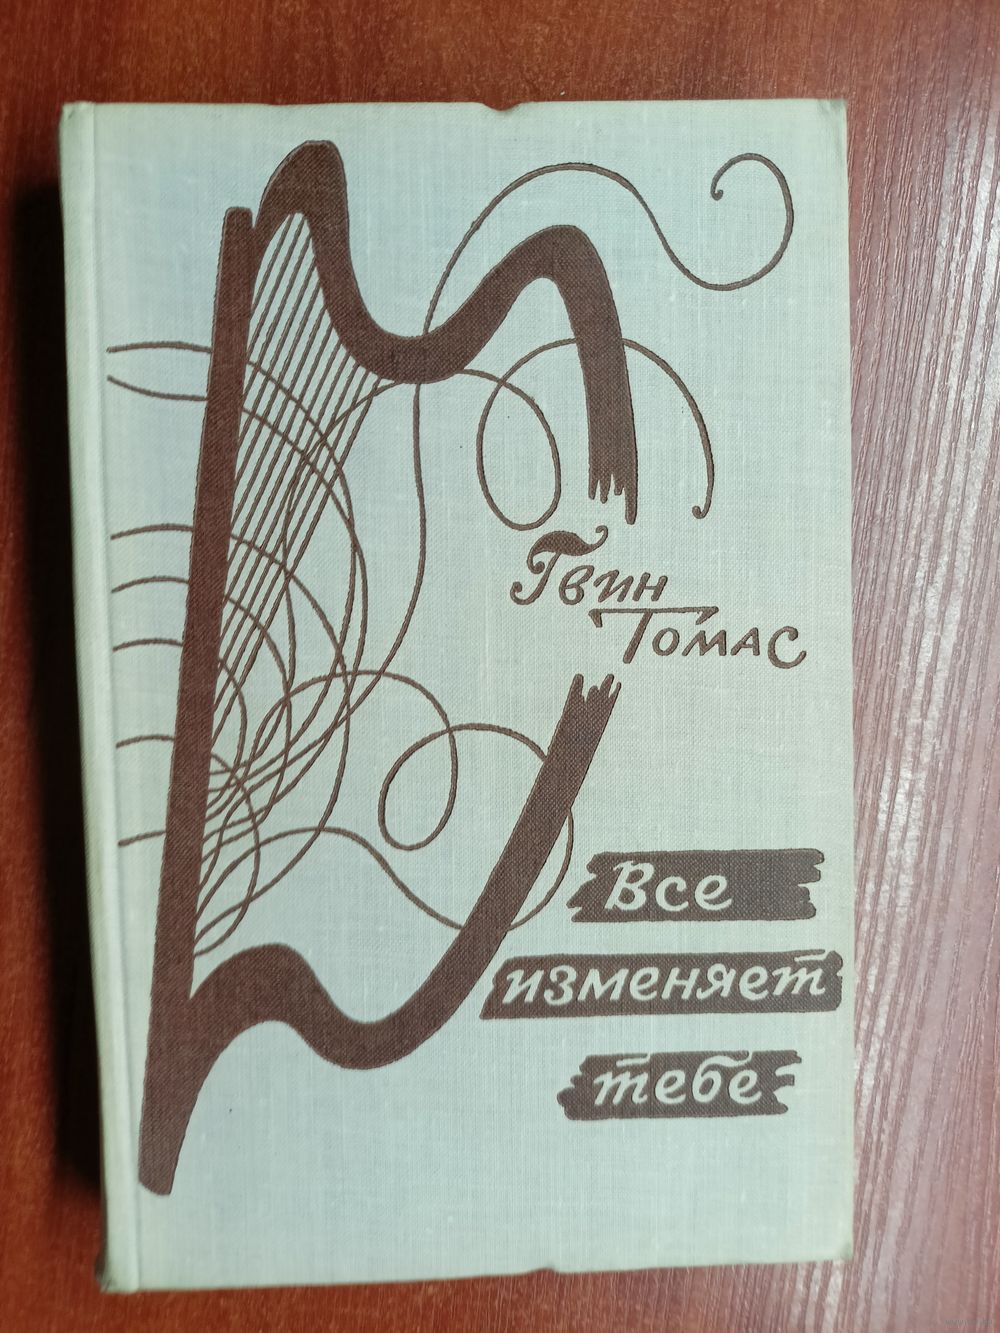 Гвин
Томас
Все
изменяет
тебе